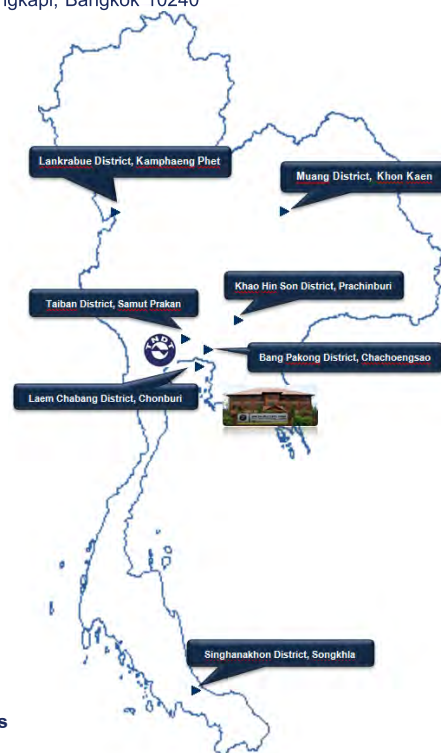 ngkapi, Bangkok 10240
Lankrabue District, Kamphaeng Phet
Muang District, Khon Kaen
Khao Hin Son District, Prachinburi
Taiban District, Samut Prakan
TNDT
Bang Pakong District, Chachoengsao
Laem Chabang District, Chonburi
Singhanakhon District, Songkhla
s